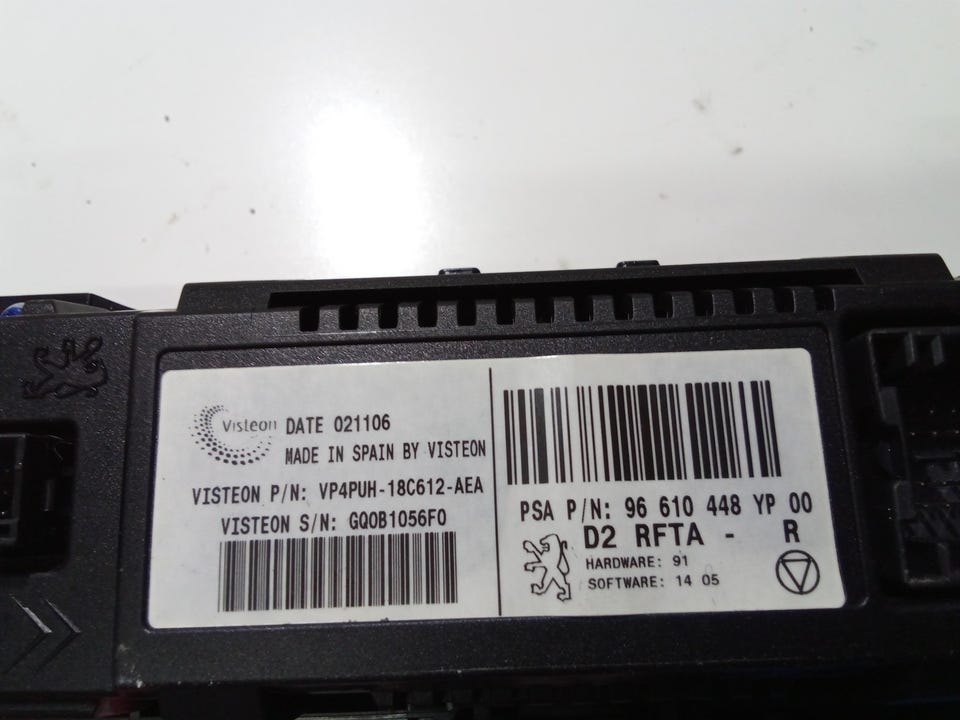 Visteon
DATE 021106
MADE IN SPAIN BY VISTEON
VISTEON P/N: VP4PUH-18C612-AEA
VISTEON S/N: GQ0B1056F0
PSA P/N: 96 610 448 YP 00
D2 RFTA - R
HARDWARE: 91
SOFTWARE: 14 05